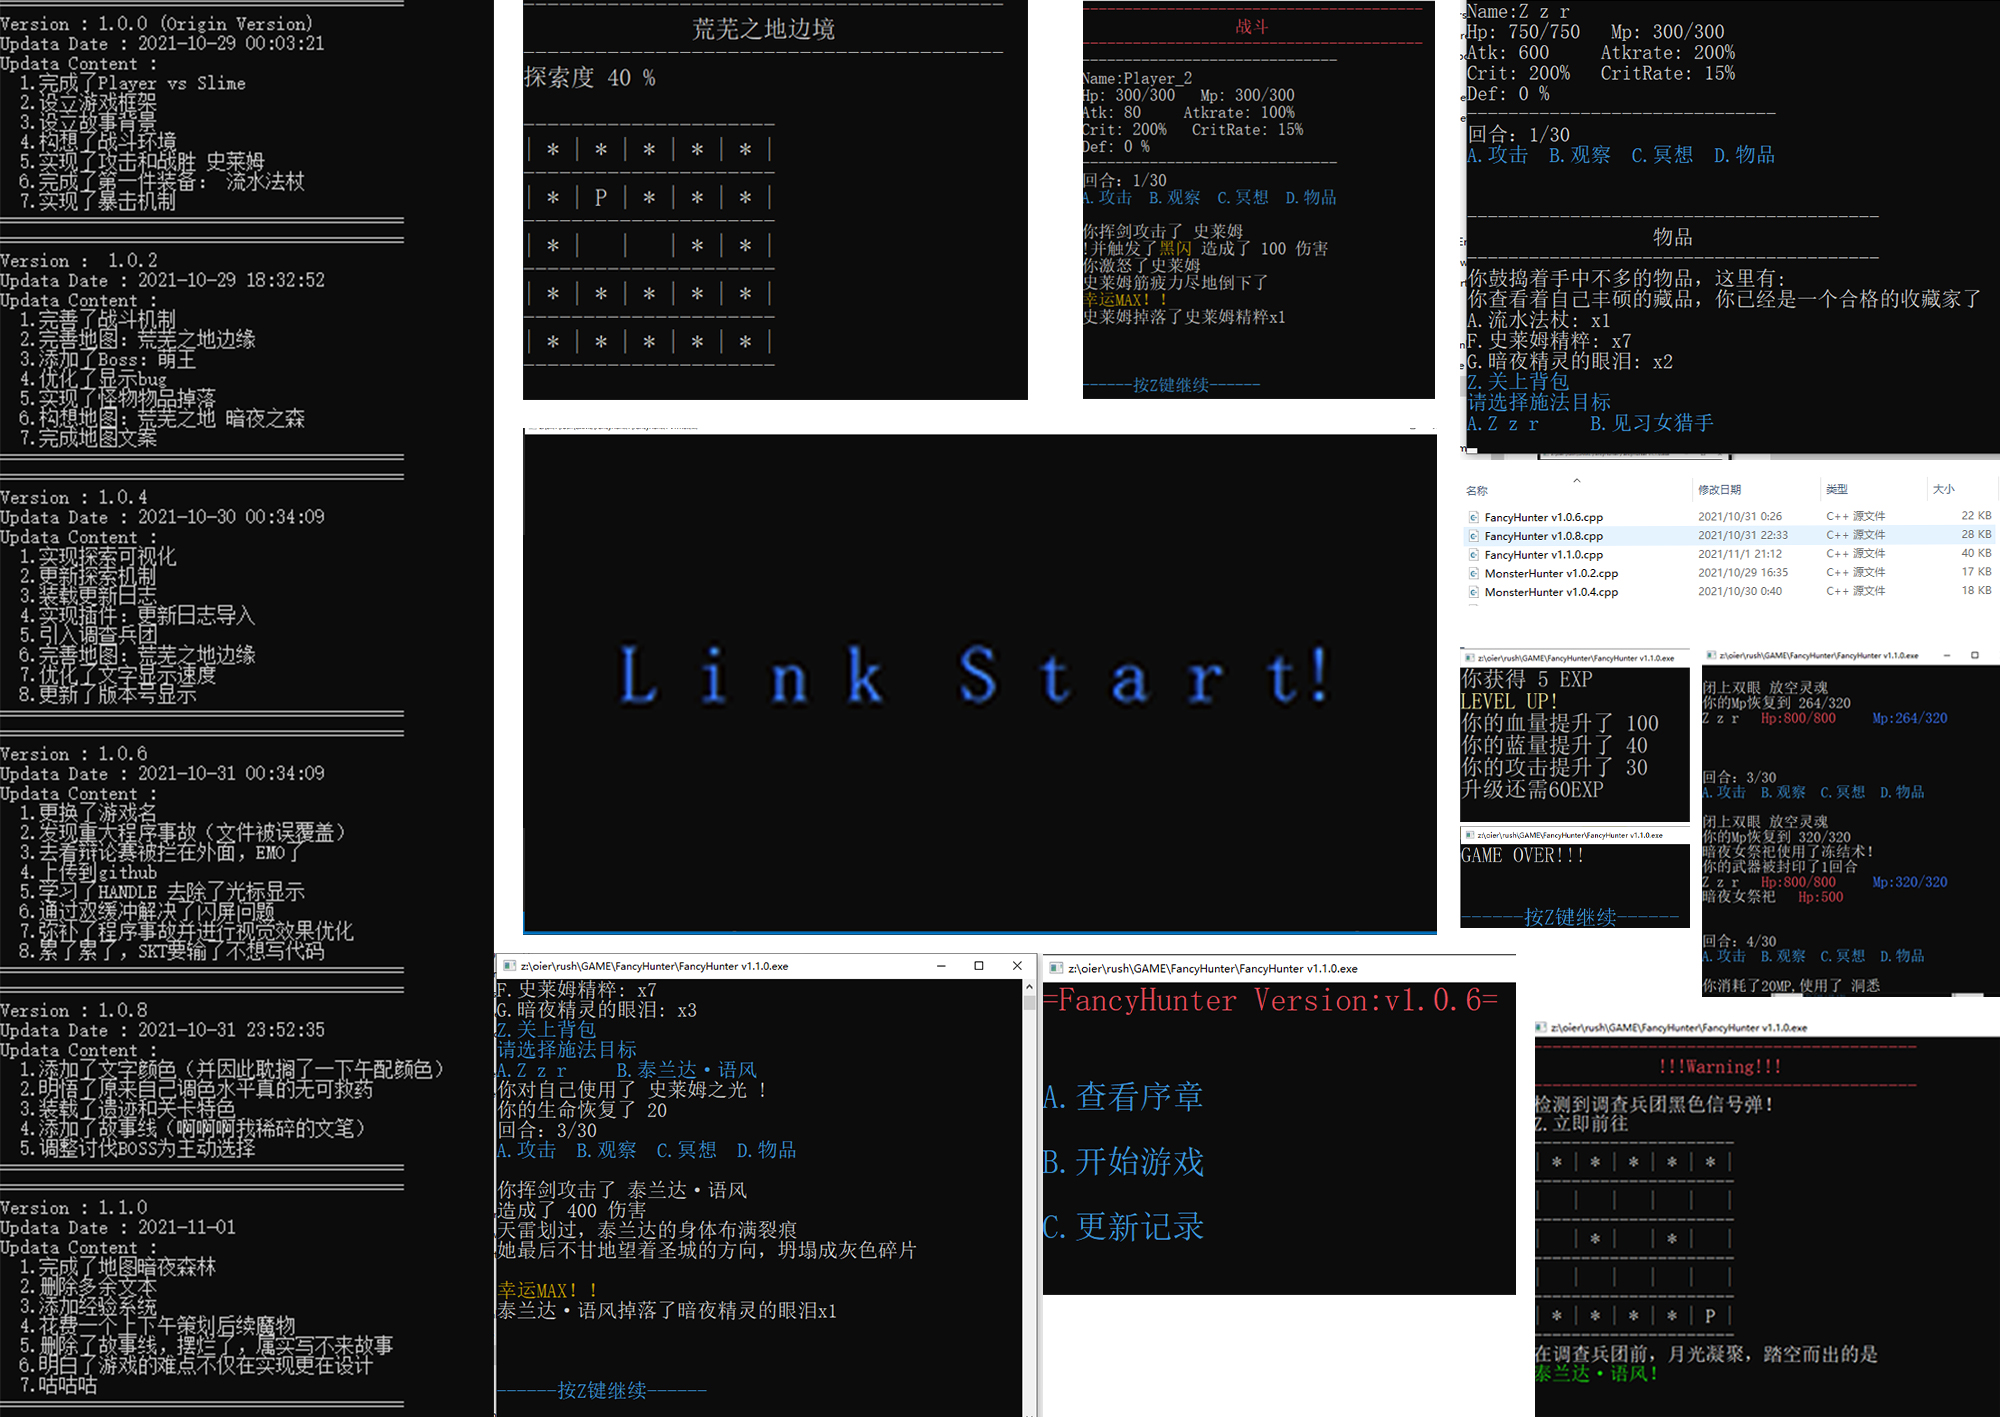 Version : 1.0.0 (Origin Version)
Updata Date : 2021-10-29 00:03:21
Updata Content :
1.完成了Player vs Slime
2.设立游戏框架
3.设立故事背景
4.构想了战斗环境
5.实现了攻击和战胜 史莱姆
6.完成了第一件装备： 流水法杖
7.实现了暴击机制
Version :  1.0.2
Updata Date : 2021-10-29 18:32:52
Updata Content :
1.完善了战斗机制
2.完善地图：荒芜之地边缘
3.添加了Boss：萌王
4.优化了显示bug
5.实现了怪物物品掉落
6.构想地图：荒芜之地 暗夜之森
7.完成地图文案
Version : 1.0.4
Updata Date : 2021-10-30 00:34:09
Updata Content :
1.实现探索可视化
2.更新探索机制
3.装载更新日志
4.实现插件：更新日志导入
5.引入调查兵团
6.完善地图：荒芜之地边缘
7.优化了文字显示速度
8.更新了版本号显示
Version : 1.0.6
Updata Date : 2021-10-31 00:34:09
Updata Content :
1.更换了游戏名
2.发现重大程序事故（文件被误覆盖）
3.去看辩论赛被拦在外面，EMO了
4.上传到github
5.学习了HANDLE 去除了光标显示
6.通过双缓冲解决了闪屏问题
7.弥补了程序事故并进行视觉效果优化
8.累了累了，SKT要输了不想写代码
Version : 1.0.8
Updata Date : 2021-10-31 23:52:35
Updata Content :
1.添加了文字颜色（并因此耽搁了一下午配颜色）
2.明悟了原来自己调色水平真的无可救药
3.装载了遗迹和关卡特色
4.添加了故事线（啊啊啊我稀碎的文笔）
5.调整讨伐BOSS为主动选择
Version : 1.1.0
Updata Date : 2021-11-01
Updata Content :
1.完成了地图暗夜森林
2.删除多余文本
3.添加经验系统
4.花费一个上下午策划后续魔物
5.删除了故事线，摆烂了，属实写不来故事
6.明白了游戏的难点不仅在实现更在设计
7.咕咕咕
荒芜之地边境
探索度 40 %
| * | * | * | * | * |
| * | P | * | * | * |
| * |   |   | * | * |
| * | * | * | * | * |
| * | * | * | * | * |
战斗
Name:Player_2
Hp: 300/300   Mp: 300/300
Atk: 80     Atkrate: 100%
Crit: 200%   CritRate: 15%
Def: 0 %
回合：1/30
A.攻击  B.观察  C.冥想  D.物品
你挥剑攻击了 史莱姆
!并触发了黑闪 造成了 100 伤害
你激怒了史莱姆
史莱姆筋疲力尽地倒下了
幸运MAX！！
史莱姆掉落了史莱姆精粹x1
------按Z键继续------
Name:Z z r
Hp: 750/750   Mp: 300/300
Atk: 600     Atkrate: 200%
Crit: 200%   CritRate: 15%
Def: 0 %
回合：1/30
A.攻击  B.观察  C.冥想  D.物品
物品
你鼓捣着手中不多的物品，这里有：
你查看着自己丰硕的藏品，你已经是一个合格的收藏家了
A.流水法杖：x1
F.史莱姆精粹：x7
G.暗夜精灵的眼泪：x2
Z.关上背包
请选择施法目标
A.Z z r     B.见习女猎手
Link Start!
名称 修改日期 类型 大小
FancyHunter v1.0.6.cpp 2021/10/31 0:26 C++ 源文件 22 KB
FancyHunter v1.0.8.cpp 2021/10/31 22:33 C++ 源文件 28 KB
FancyHunter v1.1.0.cpp 2021/11/1 21:12 C++ 源文件 40 KB
MonsterHunter v1.0.2.cpp 2021/10/29 16:35 C++ 源文件 17 KB
MonsterHunter v1.0.4.cpp 2021/10/30 0:40 C++ 源文件 18 KB
z:\oier\rush\GAME\FancyHunter\FancyHunter v1.1.0.exe
你获得 5 EXP
LEVEL UP!
你的血量提升了 100
你的蓝量提升了 40
你的攻击提升了 30
升级还需60EXP
z:\oier\rush\GAME\FancyHunter\FancyHunter v1.1.0.exe
GAME OVER!!!
------按Z键继续------
z:\oier\rush\GAME\FancyHunter\FancyHunter v1.1.0.exe
闭上双眼 放空灵魂
你的Mp恢复到 264/320
Z z r   Hp:800/800     Mp:264/320
回合：3/30
A.攻击  B.观察  C.冥想  D.物品
闭上双眼 放空灵魂
你的Mp恢复到 320/320
暗夜女祭祀使用了冻结术！
你的武器被封印了1回合
Z z r   Hp:800/800     Mp:320/320
暗夜女祭祀   Hp:500
回合：4/30
A.攻击  B.观察  C.冥想  D.物品
你消耗了20MP,使用了 洞悉
z:\oier\rush\GAME\FancyHunter\FancyHunter v1.1.0.exe
F.史莱姆精粹：x7
G.暗夜精灵的眼泪：x3
Z.关上背包
请选择施法目标
A.Z z r     B.泰兰达·语风
你对自己使用了 史莱姆之光 ！
你的生命恢复了 20
回合：3/30
A.攻击  B.观察  C.冥想  D.物品
你挥剑攻击了 泰兰达·语风
造成了 400 伤害
天雷划过，泰兰达的身体布满裂痕
她最后不甘地望着圣城的方向，坍塌成灰色碎片
幸运MAX！！
泰兰达·语风掉落了暗夜精灵的眼泪x1
------按Z键继续------
z:\oier\rush\GAME\FancyHunter\FancyHunter v1.1.0.exe
=FancyHunter Version:v1.0.6=
A.查看序章
B.开始游戏
C.更新记录
z:\oier\rush\GAME\FancyHunter\FancyHunter v1.1.0.exe
!!!Warning!!!
检测到调查兵团黑色信号弹！
Z.立即前往
| * | * | * | * | * |
|   |   |   |   |   |
|   | * |   | * |   |
|   |   |   |   |   |
| * | * | * | * | P |
在调查兵团前，月光凝聚，踏空而出的是
泰兰达·语风！